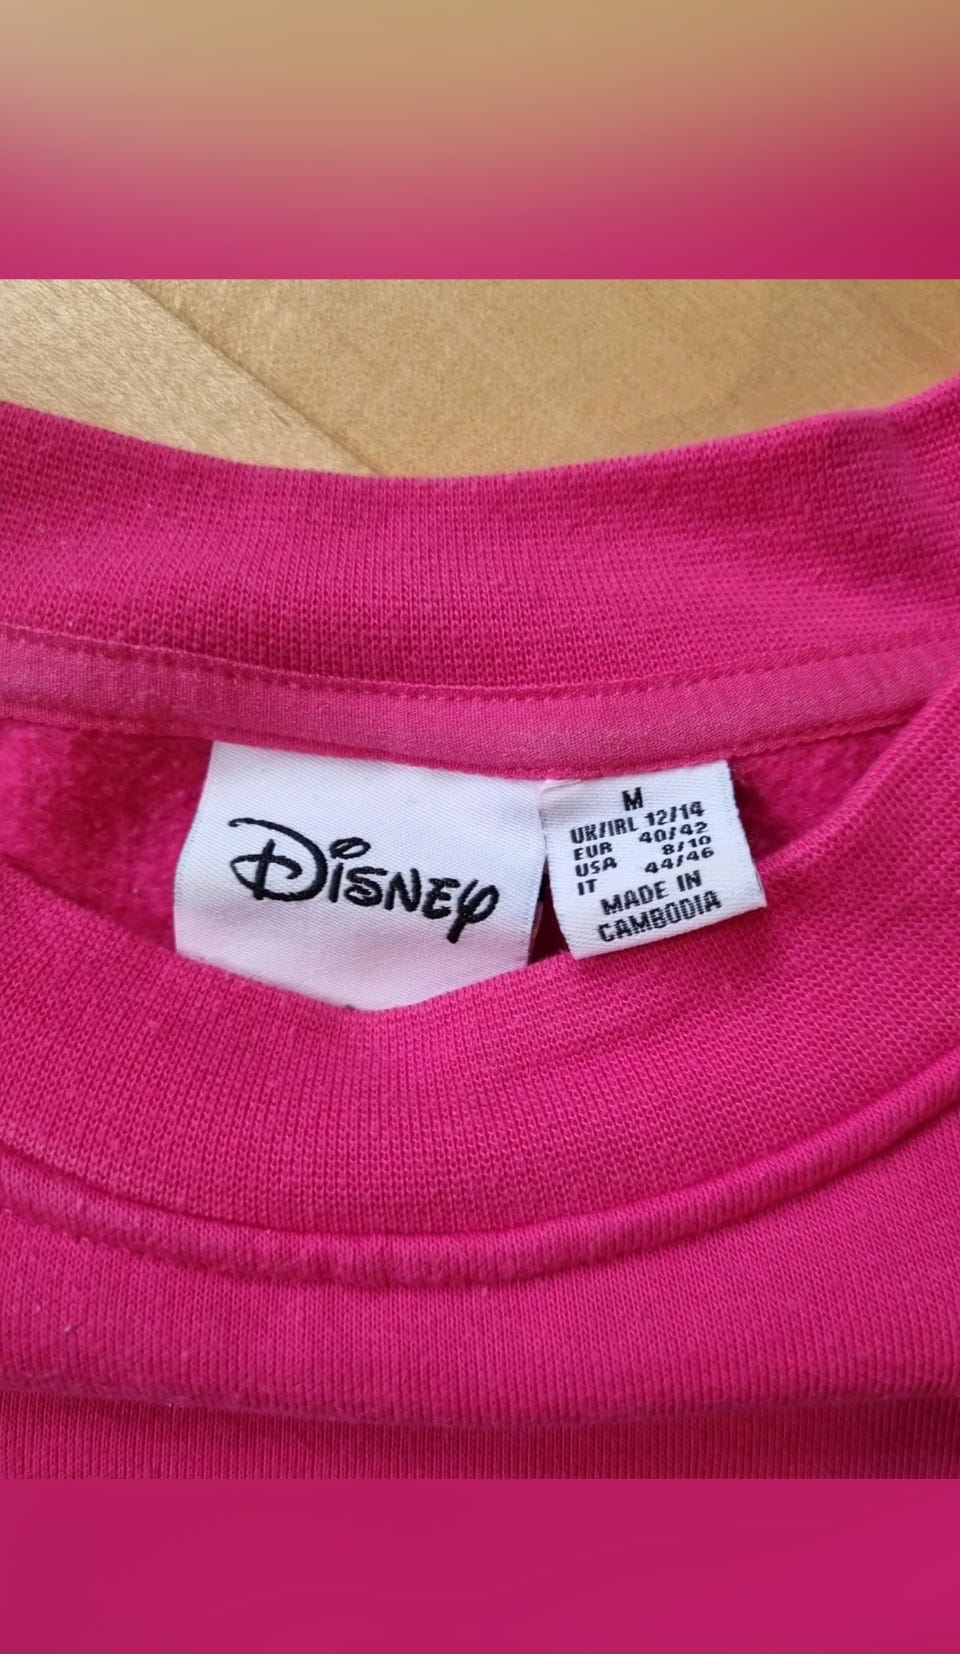 Disney
M
UK/IRL 12/14
EUR 40/42
USA 8/10
IT 44/46
MADE IN
CAMBODIA